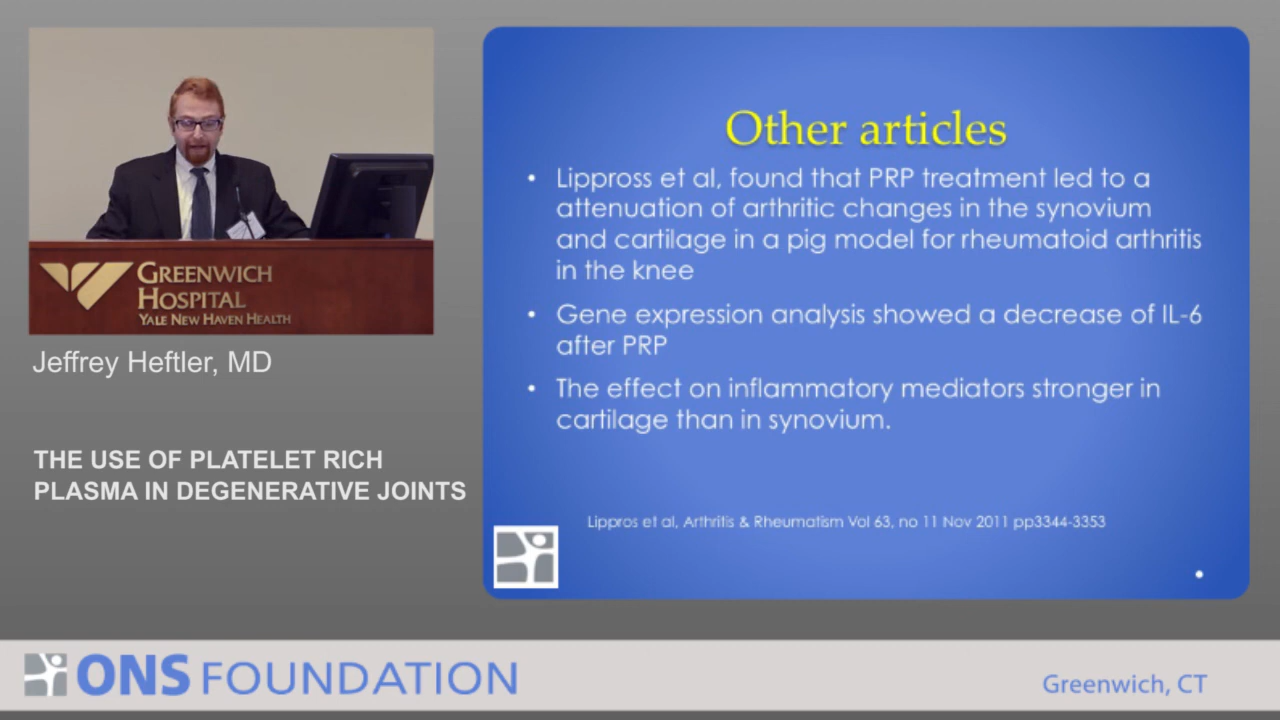 GREENWICH
HOSPITAL
YALE NEW HAVEN HEALTH
Jeffrey Heftler, MD
THE USE OF PLATELET RICH
PLASMA IN DEGENERATIVE JOINTS
Other articles
• Lippross et al, found that PRP treatment led to a
attenuation of arthritic changes in the synovium
and cartilage in a pig model for rheumatoid arthritis
in the knee
• Gene expression analysis showed a decrease of IL-6
after PRP
• The effect on inflammatory mediators stronger in
cartilage than in synovium.
Lippros et al, Arthritis & Rheumatism Vol 63, no 11 Nov 2011 pp3344-3353
ONS FOUNDATION
Greenwich, CT